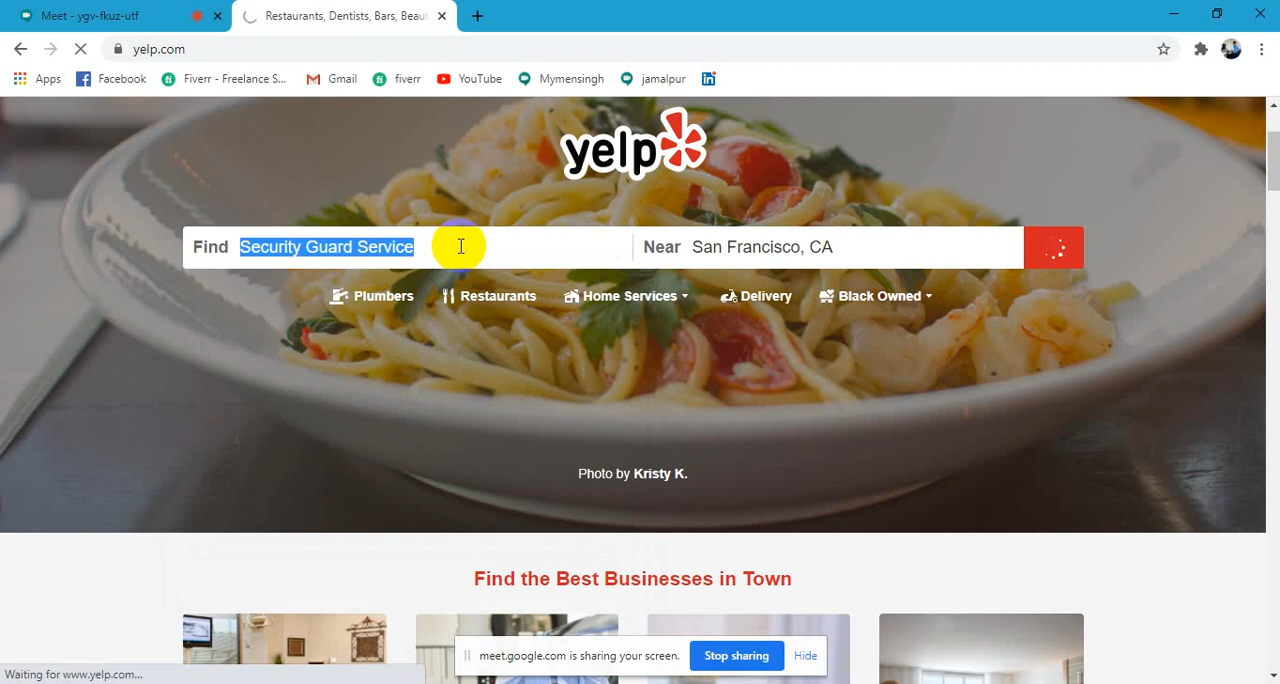 Meet - ygv-fkuz-utf
Restaurants, Dentists, Bars, Beau
yelp.com
Apps
Facebook
Fiverr - Freelance S...
Gmail
fiverr
YouTube
Mymensingh
jamalpur
yelp
Find Security Guard Service
Near San Francisco, CA
Plumbers
Restaurants
Home Services
Delivery
Black Owned
Photo by Kristy K.
Find the Best Businesses in Town
meet.google.com is sharing your screen.
Stop sharing
Hide
Waiting for www.yelp.com...